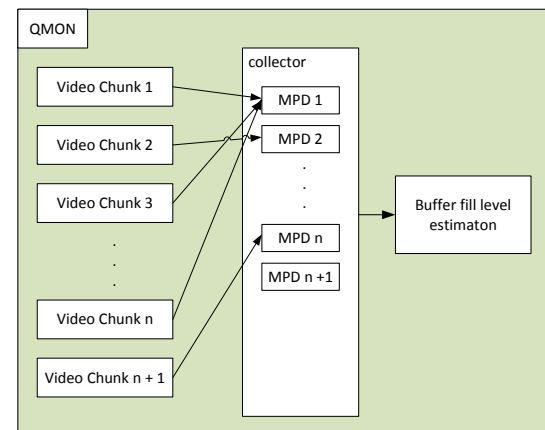 QMON
Video Chunk 1
Video Chunk 2
Video Chunk 3
.
.
.
Video Chunk n
Video Chunk n + 1
collector
MPD 1
MPD 2
.
.
.
MPD n
MPD n +1
Buffer fill level
estimaton